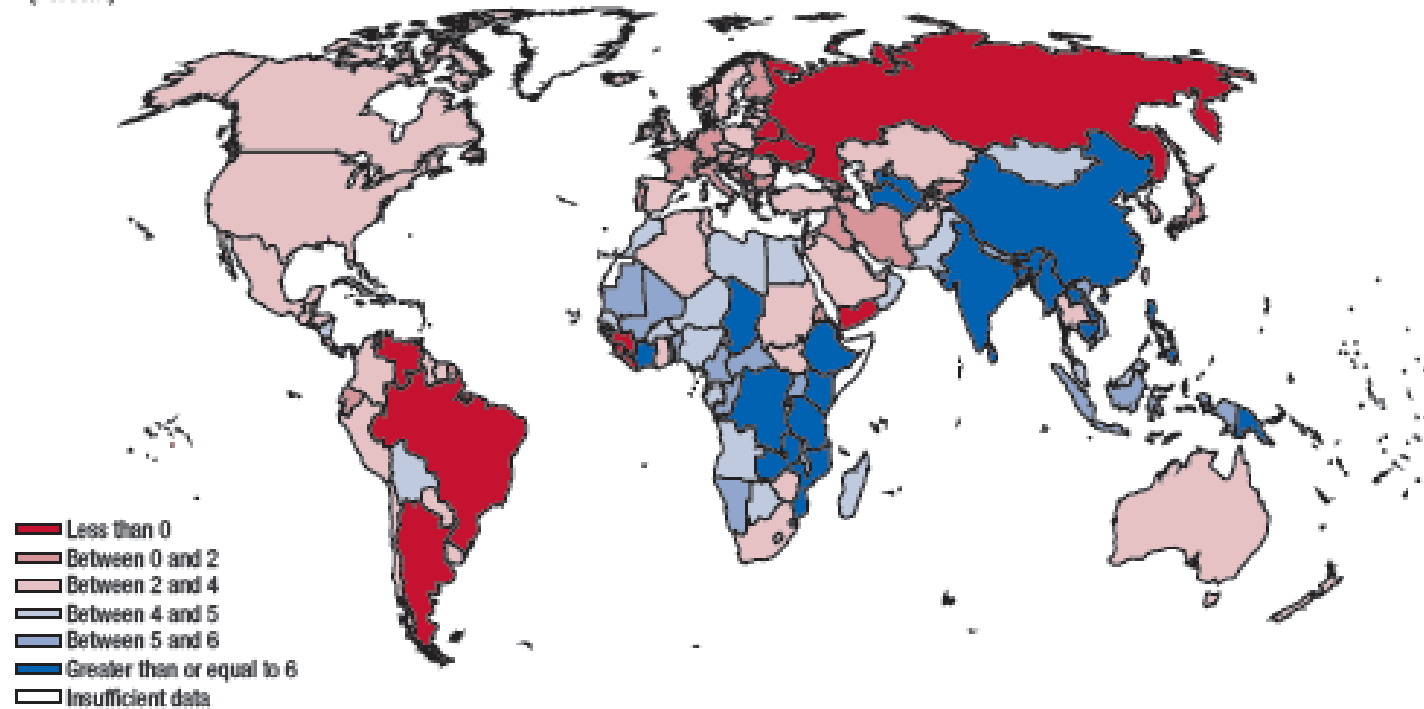 Less than 0
Between 0 and 2
Between 2 and 4
Between 4 and 5
Between 5 and 6
Greater than or equal to 6
Insufficient data